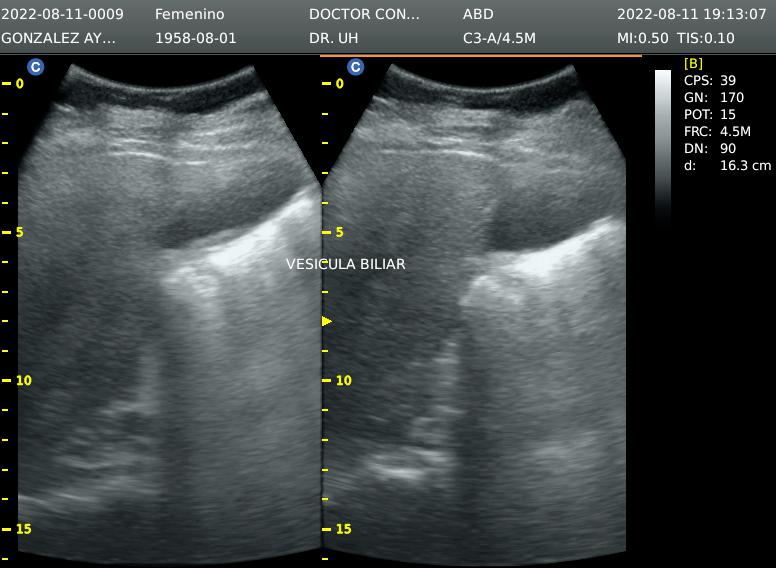 2022-08-11-0009 Femenino DOCTOR CON... ABD 2022-08-11 19:13:07
GONZALEZ AY... 1958-08-01 DR. UH C3-A/4.5M MI:0.50 TIS:0.10
C C
[B]
CPS: 39
GN: 170
POT: 15
FRC: 4.5M
DN: 90
d: 16.3 cm
0 0
5 5
VESICULA BILIAR
10 10
15 15